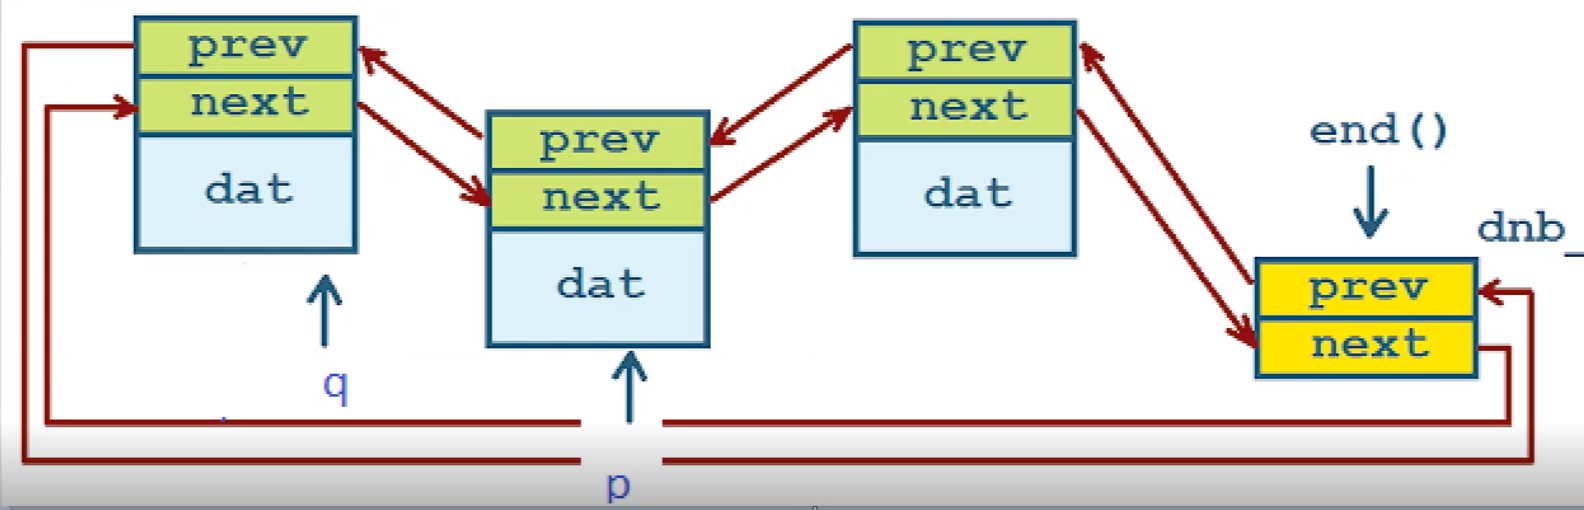 prev
next
dat
q
prev
next
dat
p
prev
next
dat
end()
dnb_
prev
next